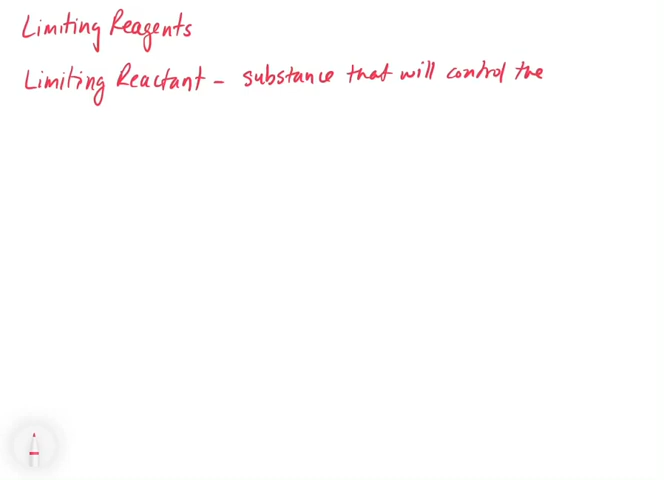 Limiting Reagents
Limiting Reactant - substance that will control the